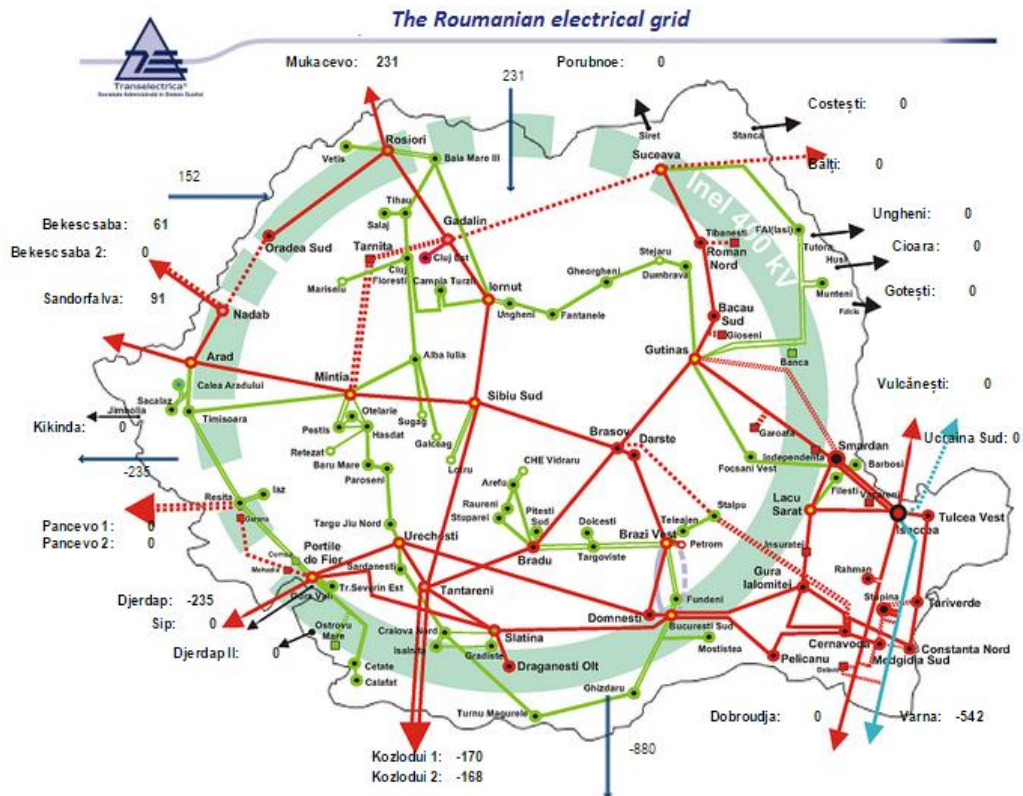 The Roumanian electrical grid
Transelectrica®
Mukacevo: 231
231
Porubnoe: 0
Costești: 0
Siret
Stanca
Rosiori
Vetis
Baia Mare III
Suceava
Bălți: 0
Inel 400 kV
152
Tihau
Salaj
Gadalin
Ungheni: 0
Bekescsaba: 61
Bekescsaba 2: 0
Oradea Sud
Tarnita
Cluj Est
Cluj Floresti
Mariselu
Campia Turzii
Stejaru
Dumbrava
Gheorgheni
Tibanesti
Roman Nord
FAI(Iasi)
Tutora
Husi
Cioara: 0
Munteni
Gotești: 0
Falciu
Sandorfalva: 91
Nadab
Iernut
Ungheni
Fantanele
Bacau Sud
Gioseni
Gutinas
Banca
Arad
Calea Aradului
Sacalaz
Jimbolia
Timisoara
Kikinda: 0
Mintia
Alba Iulia
Sibiu Sud
Vulcănești: 0
Otelarie
Pestis
Hasdat
Retezat
Sugag
Galceag
Baru Mare
Paroseni
Lotru
Brasov
Darste
Garoafa
Independenta
Smardan
Ucraina Sud: 0
Focsani Vest
Barbosi
Filesti
Vacareni
-235
Resita
Iaz
CHE Vidraru
Arefu
Raureni
Stuparei
Pitesti Sud
Stalpu
Teleajen
Lacu Sarat
Isaccea
Tulcea Vest
Pancevo 1: 0
Pancevo 2: 0
Targu Jiu Nord
Urechesti
Doicesti
Targoviste
Brazi Vest
Petrom
Insuratei
Portile de Fier
Sardanesti
Bradu
Gura Ialomitei
Rahman
Stupina
Tariverde
Djerdap: -235
Sip: 0
Tr.Severin Est
Tantareni
Fundeni
Domnesti
Bucuresti Sud
Djerdap II: 0
Ostrovu Mare
Craiova Nord
Isalnita
Slatina
Gradiste
Mostistea
Cernavoda
Medgidia Sud
Constanta Nord
Cetate
Calafat
Draganesti Olt
Pelicanu
Ghizdaru
Turnu Magurele
Dobroudja: 0
Varna: -542
-880
Kozlodui 1: -170
Kozlodui 2: -168